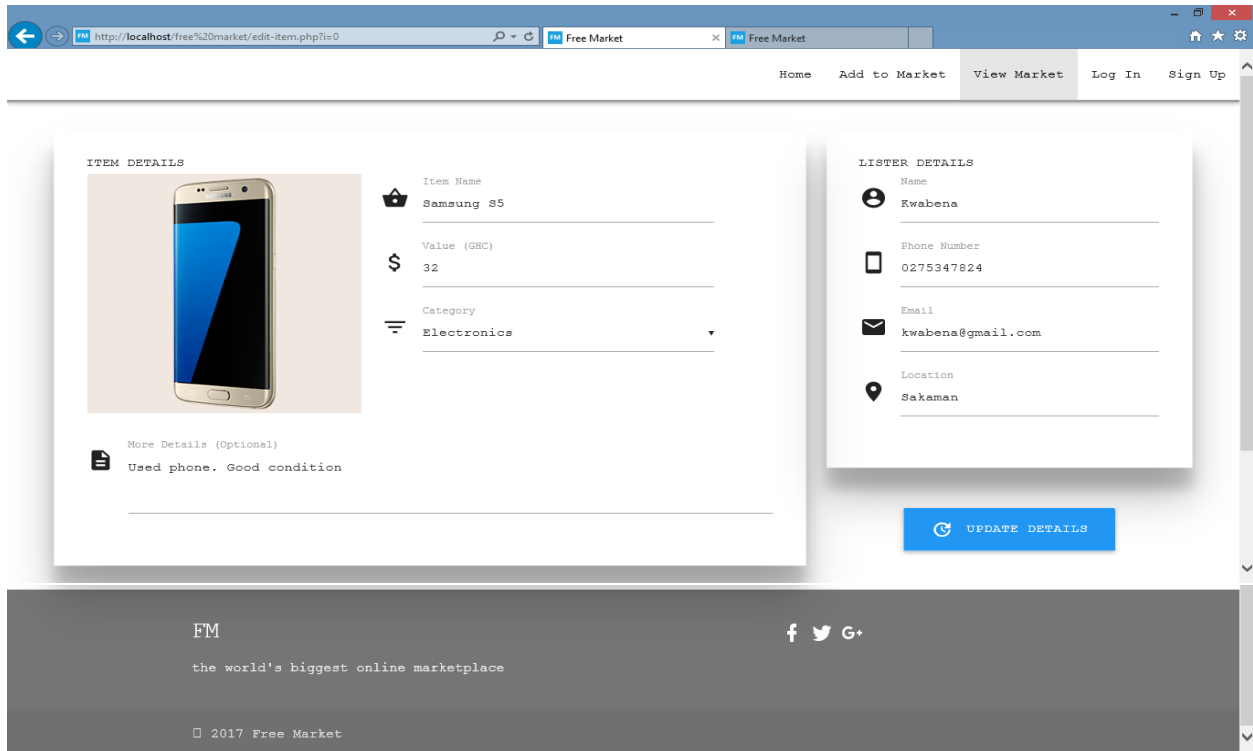 http://localhost/free%20market/edit-item.php?i=0
FM Free Market
FM Free Market
Home Add to Market View Market Log In Sign Up
ITEM DETAILS
SAMSUNG
Item Name
Samsung S5
Value (GHC)
32
Category
Electronics
More Details (Optional)
Used phone. Good condition
LISTER DETAILS
Name
Kwabena
Phone Number
0275347824
Email
kwabena@gmail.com
Location
Sakaman
UPDATE DETAILS
FM
the world's biggest online marketplace
G+
2017 Free Market